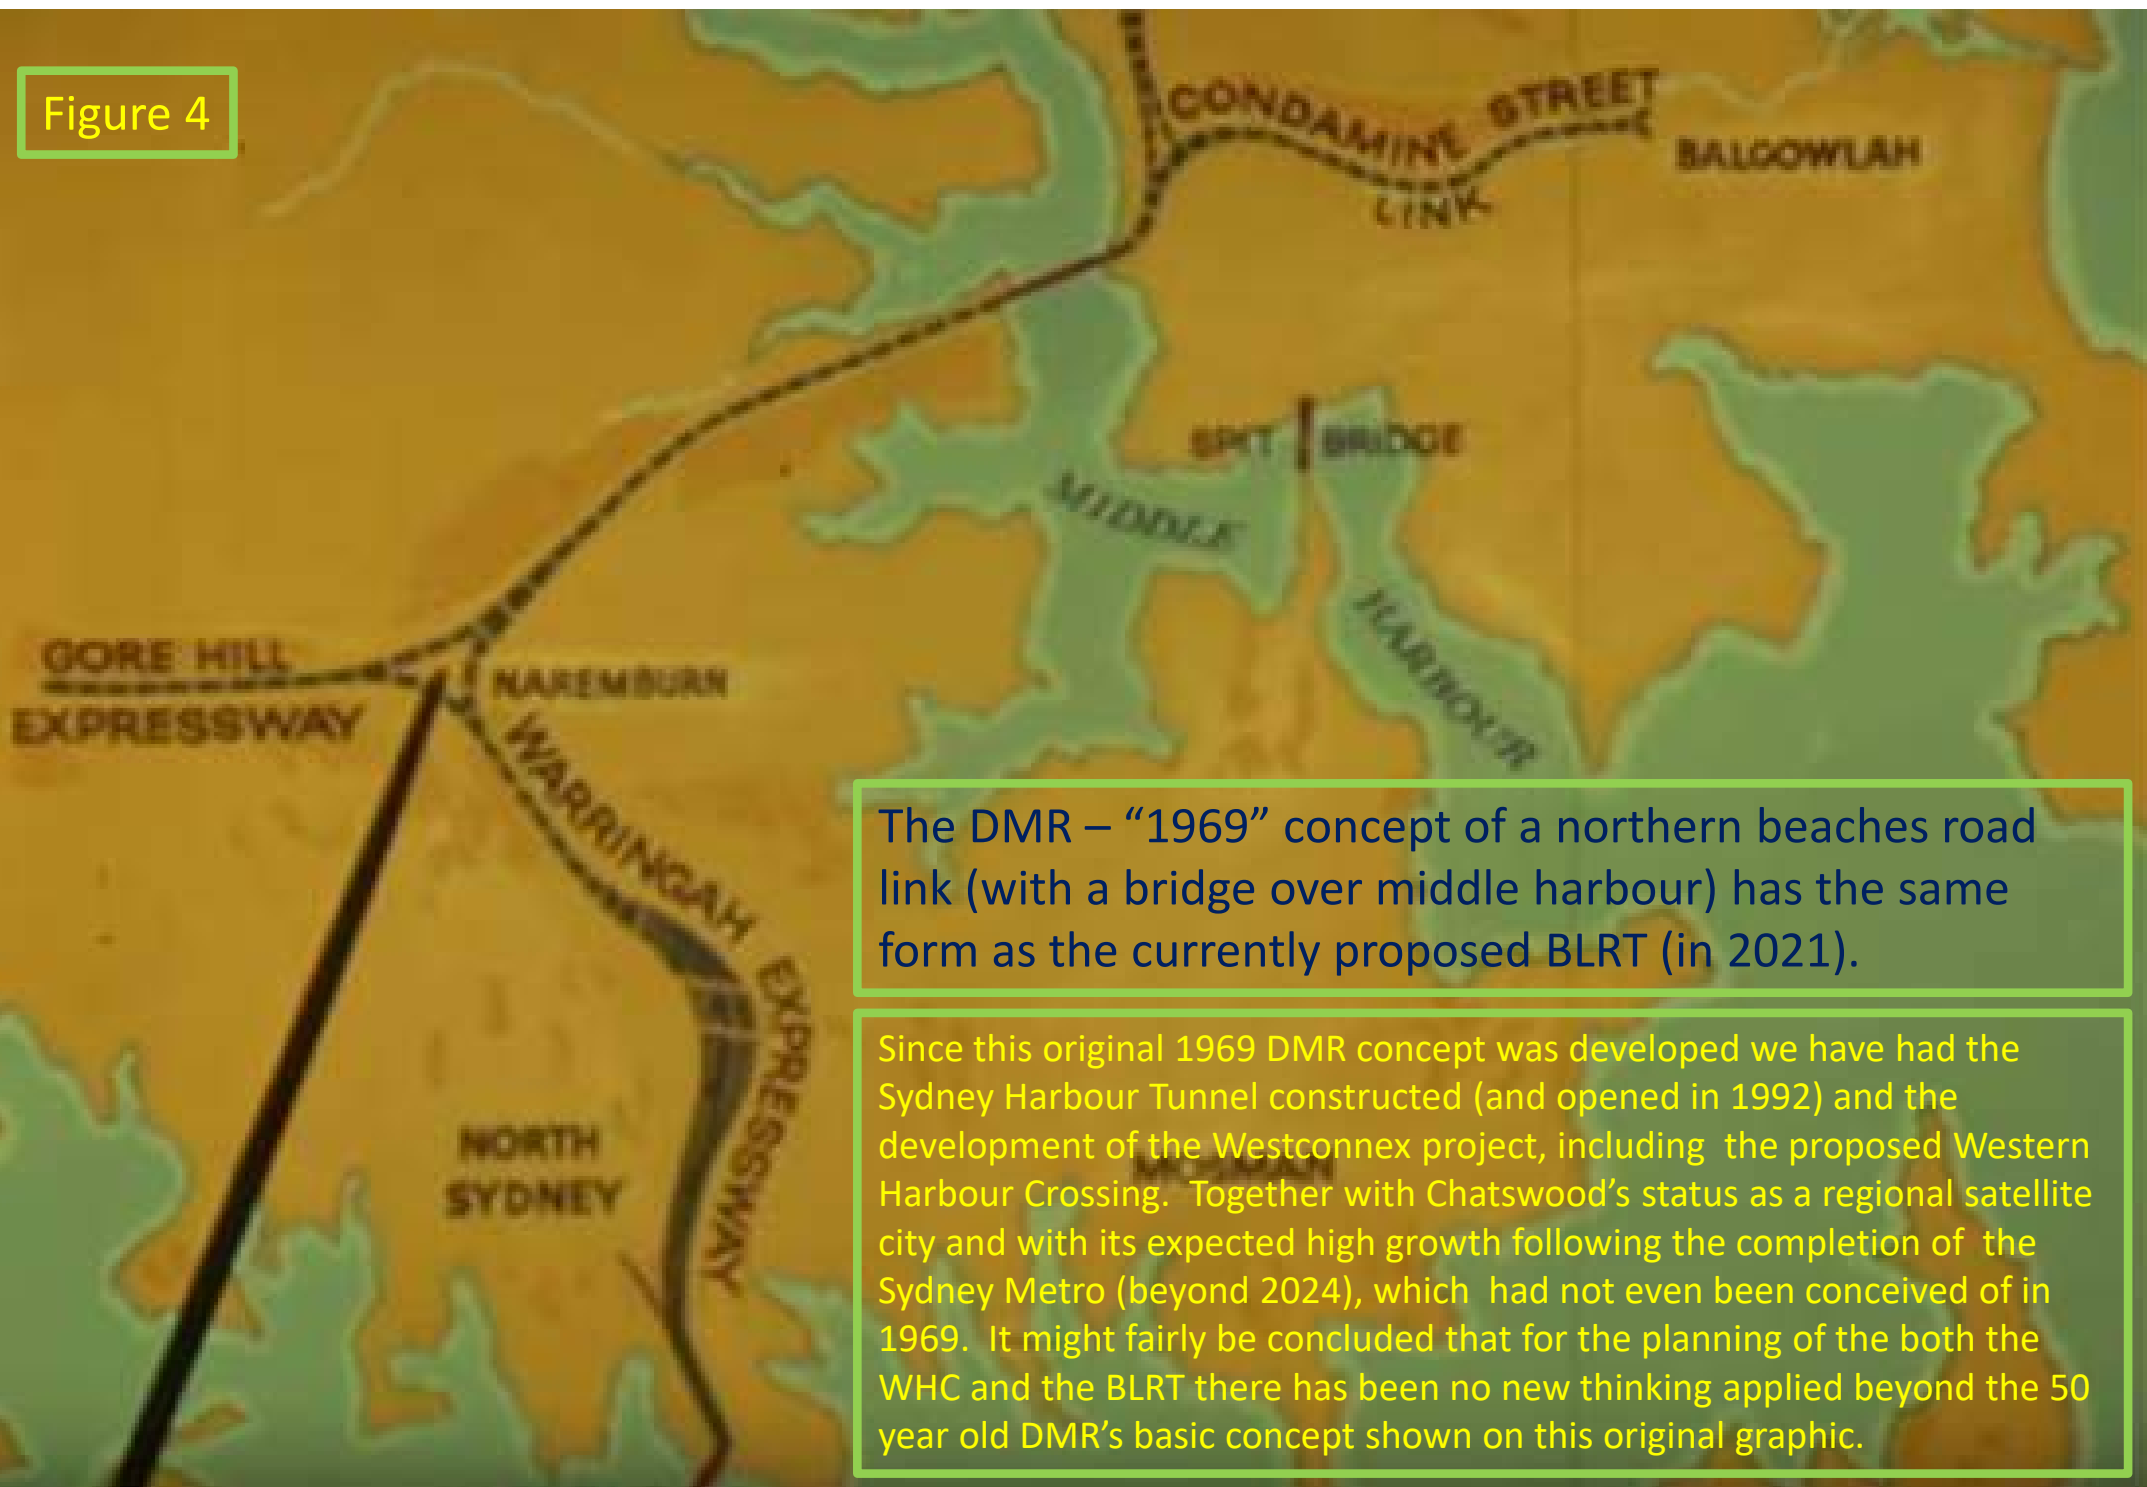 Figure 4
CONDAMINE STREET
LINK
BALGOWLAH
SPIT BRIDGE
MIDDLE
HARBOUR
GORE HILL
EXPRESSWAY
NAREMBURN
WARRINGAH EXPRESSWAY
NORTH
SYDNEY
MOSMAN
The DMR – “1969” concept of a northern beaches road
link (with a bridge over middle harbour) has the same
form as the currently proposed BLRT (in 2021).
Since this original 1969 DMR concept was developed we have had the
Sydney Harbour Tunnel constructed (and opened in 1992) and the
development of the Westconnex project, including the proposed Western
Harbour Crossing. Together with Chatswood’s status as a regional satellite
city and with its expected high growth following the completion of the
Sydney Metro (beyond 2024), which had not even been conceived of in
1969. It might fairly be concluded that for the planning of the both the
WHC and the BLRT there has been no new thinking applied beyond the 50
year old DMR’s basic concept shown on this original graphic.